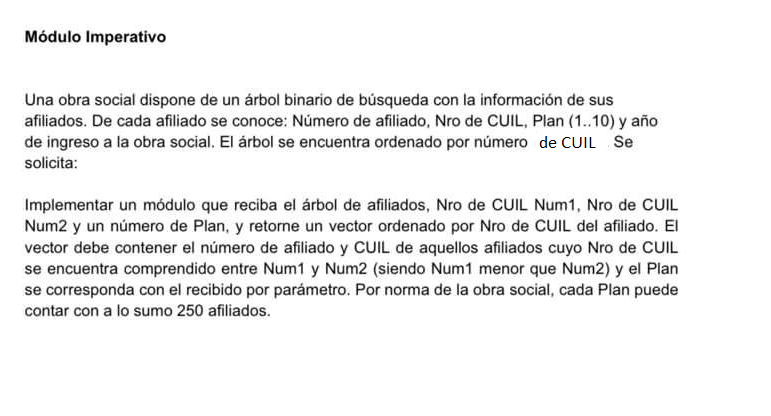 Módulo Imperativo
Una obra social dispone de un árbol binario de búsqueda con la información de sus
afiliados. De cada afiliado se conoce: Número de afiliado, Nro de CUIL, Plan (1..10) y año
de ingreso a la obra social. El árbol se encuentra ordenado por número de CUIL Se
solicita:
Implementar un módulo que reciba el árbol de afiliados, Nro de CUIL Num1, Nro de CUIL
Num2 y un número de Plan, y retorne un vector ordenado por Nro de CUIL del afiliado. El
vector debe contener el número de afiliado y CUIL de aquellos afiliados cuyo Nro de CUIL
se encuentra comprendido entre Num1 y Num2 (siendo Num1 menor que Num2) y el Plan
se corresponda con el recibido por parámetro. Por norma de la obra social, cada Plan puede
contar con a lo sumo 250 afiliados.